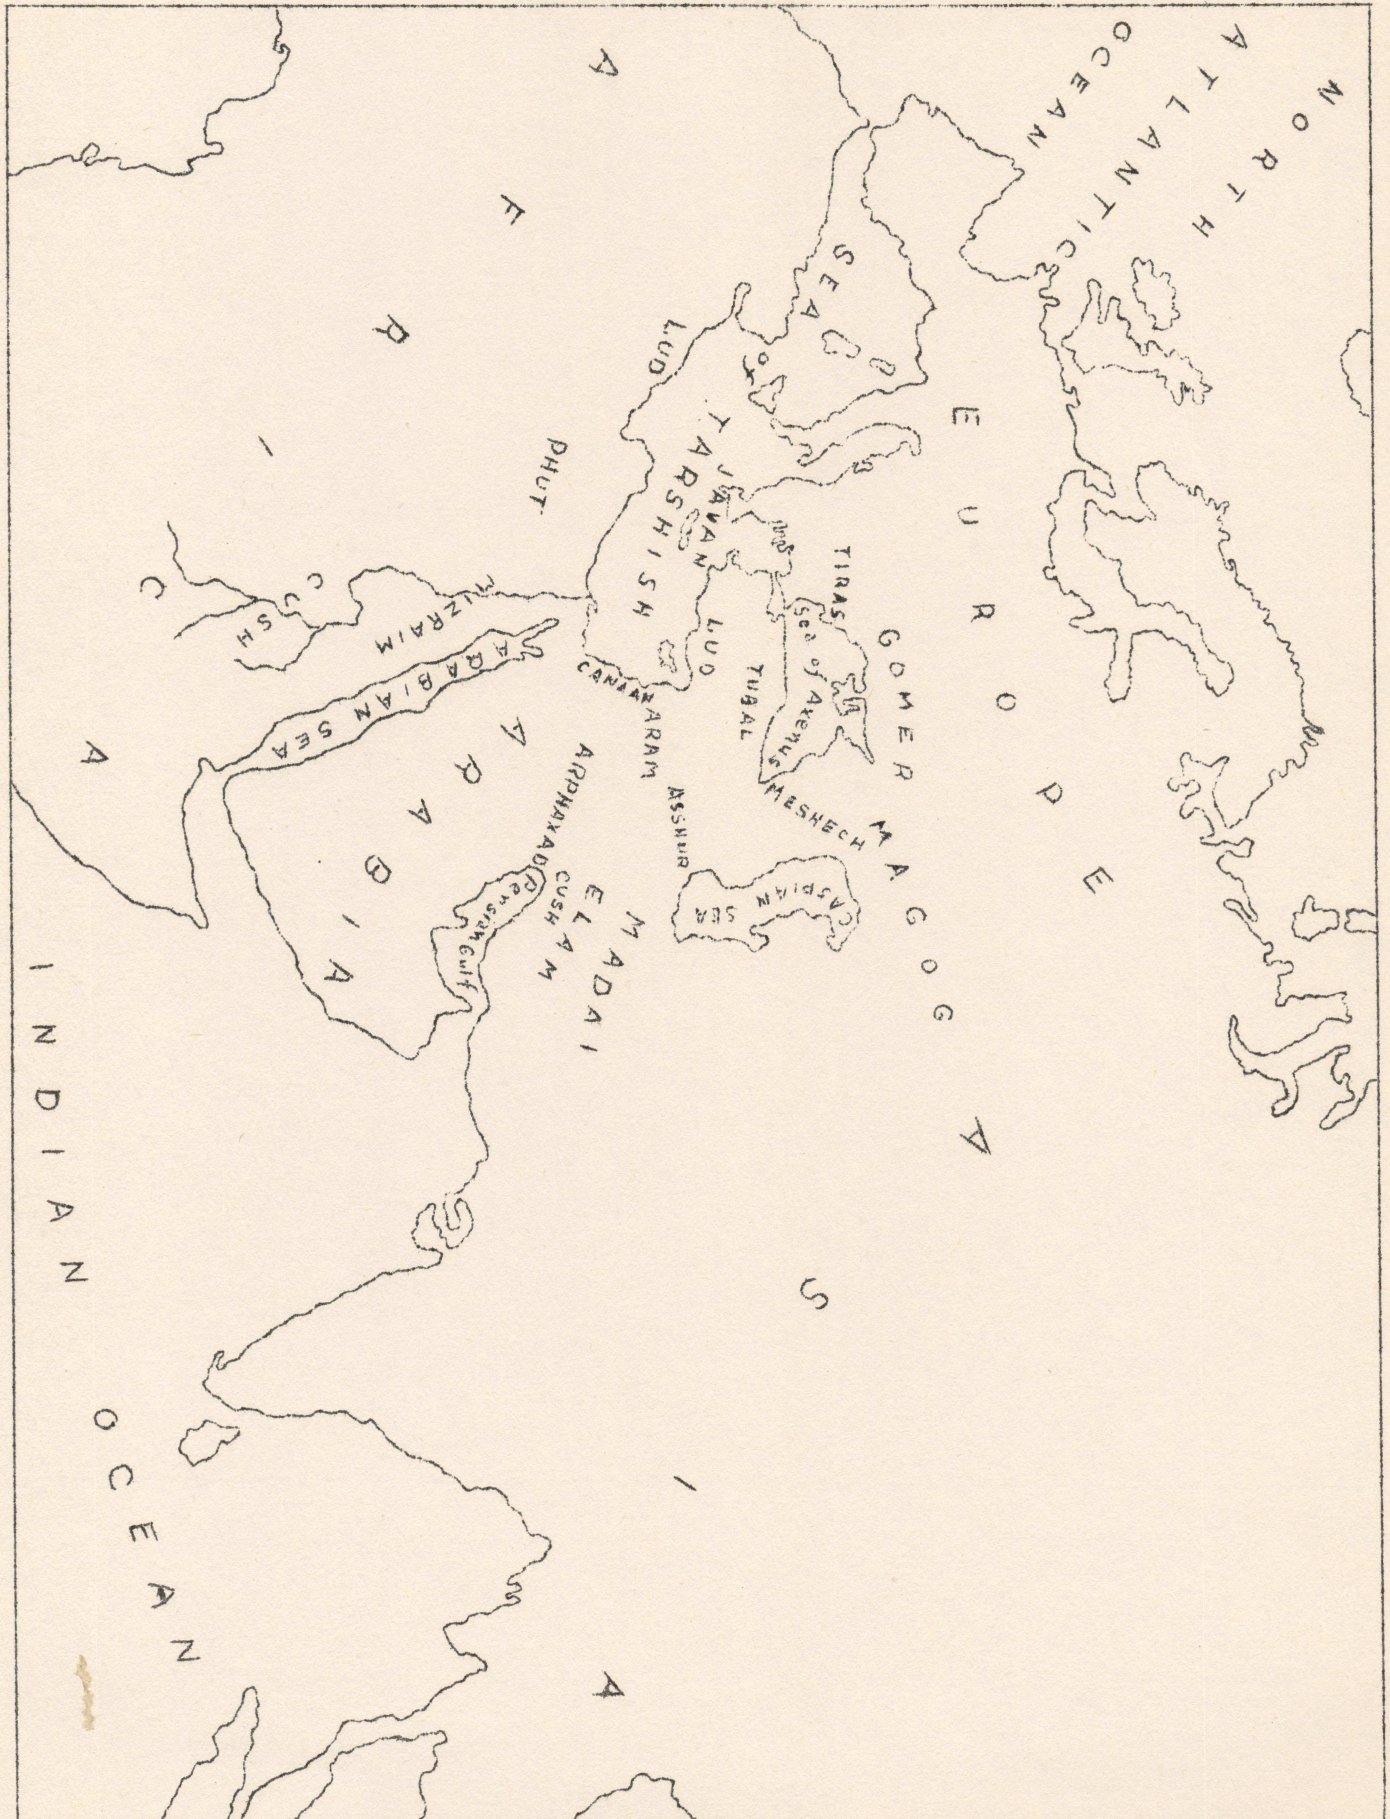 NORTH
ATLANTIC
OCEAN
EUROPE
ASIA
AFRICA
SEA
LUD
TARSHISH
JAVAN
TIRAS
GOMER
Sea of Axenus
LUD
TUBAL
MESHECH
MAGOG
CASPIAN
SEA
PHUT
MIZRAIM
CUSH
CANAAN
ARAM
ASSHUR
ARPHAXAD
CUSH
ELAM
MADAI
Persian Gulf
ARABIAN SEA
ARABIA
INDIAN
OCEAN